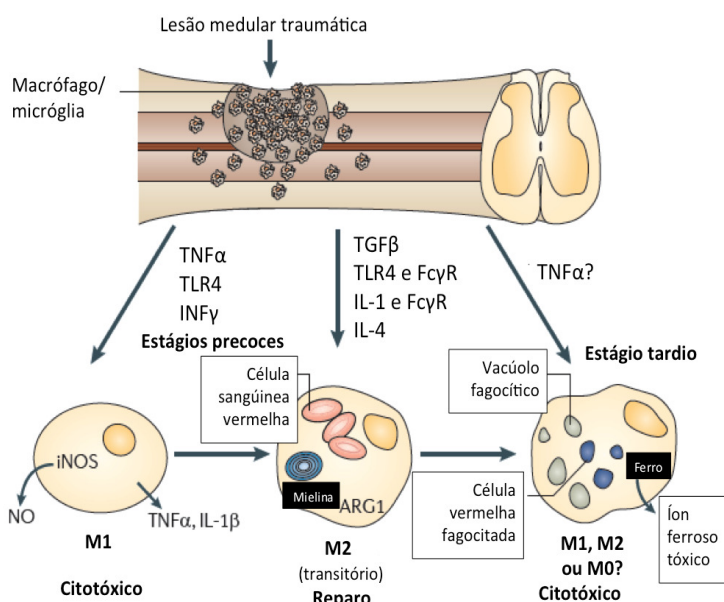 Lesão medular traumática
Macrófago/
micróglia
TNFα
TLR4
INFγ
Estágios precoces
TGFβ
TLR4 e FcγR
IL-1 e FcγR
IL-4
TNFα?
Estágio tardio
Célula
sangüinea
vermelha
Vacúolo
fagocítico
iNOS
NO
TNFα, IL-1β
M1
Citotóxico
Mielina
ARG1
M2
(transitório)
Reparo
Célula
vermelha
fagocitada
Ferro
Íon
ferroso
tóxico
M1, M2
ou M0?
Citotóxico